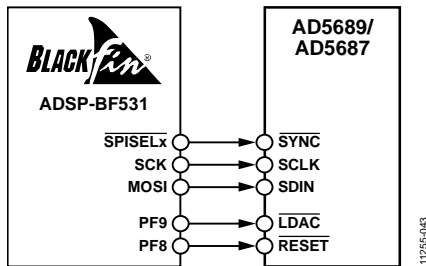 BLACKfin®
ADSP-BF531
AD5689/
AD5687
SPISELx
SYNC
SCK
SCLK
MOSI
SDIN
PF9
LDAC
PF8
RESET
11255-043